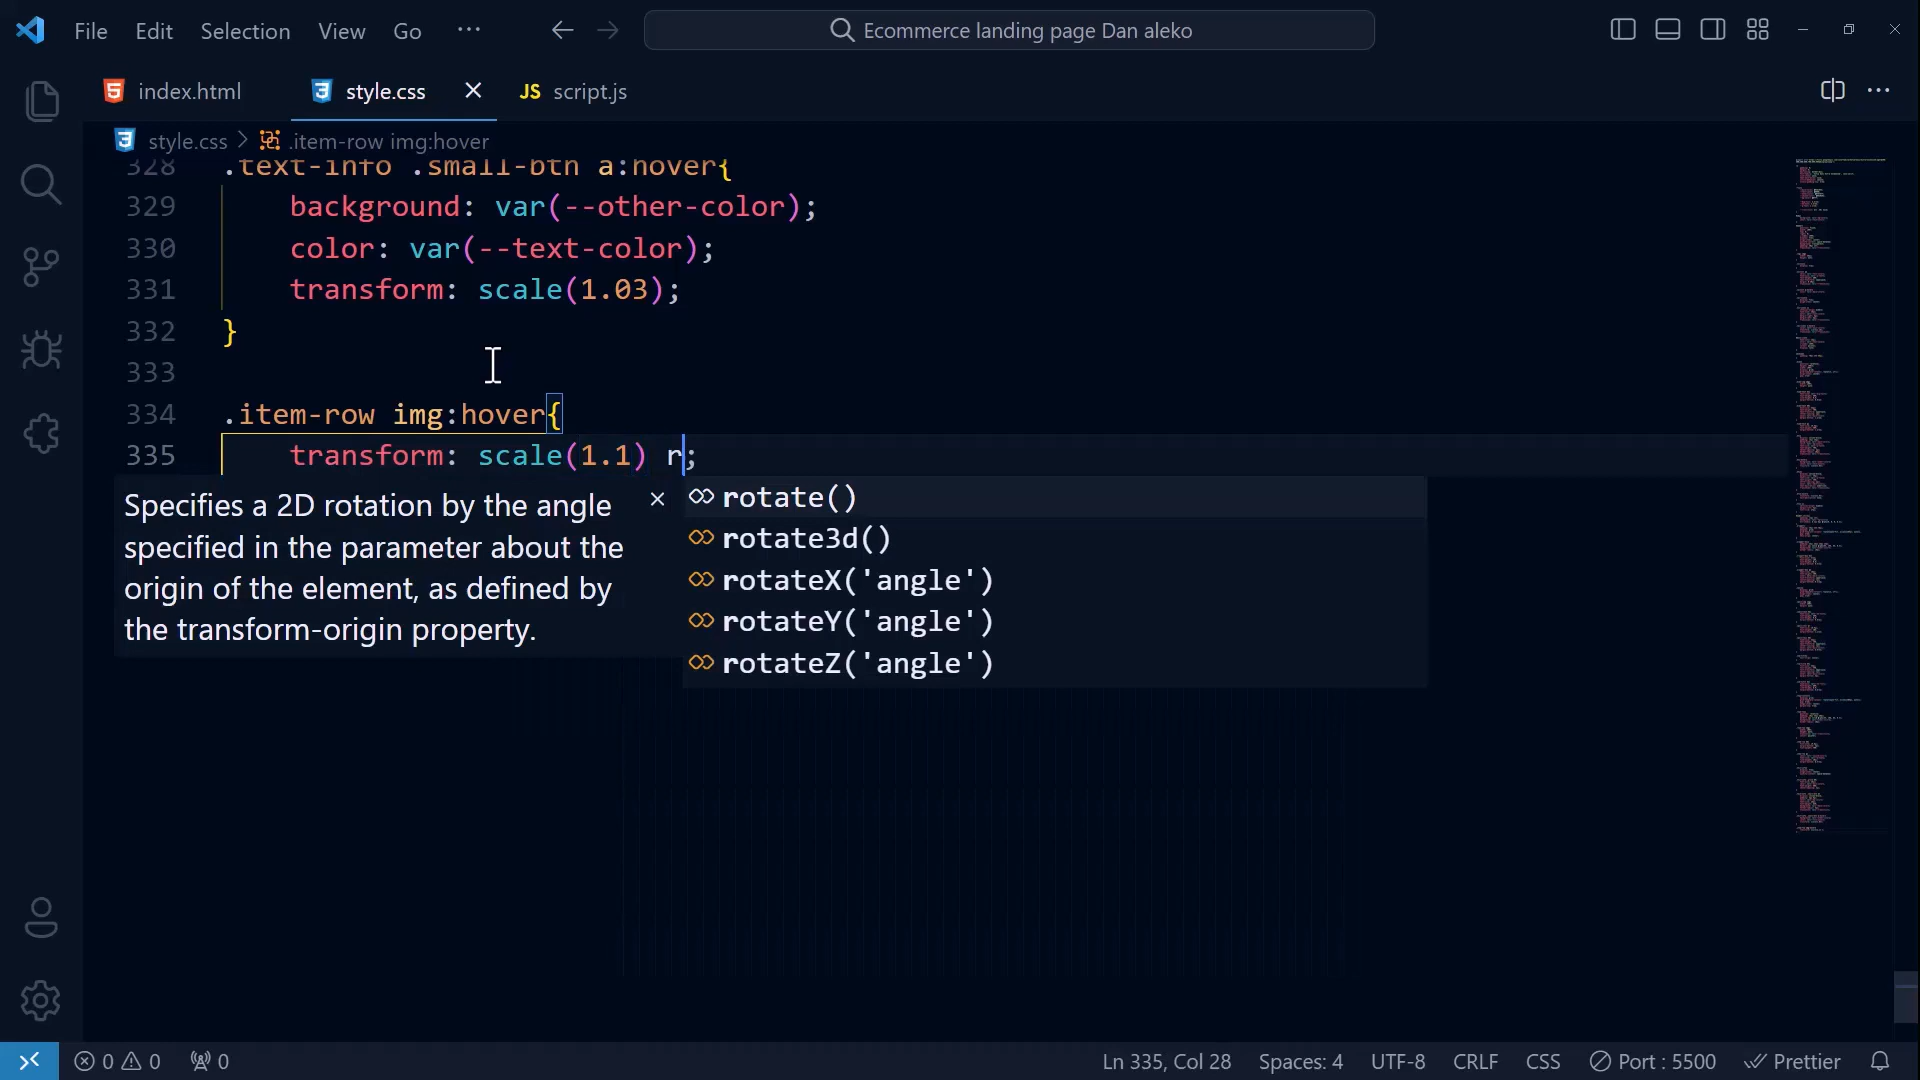 File Edit Selection View Go ··· Ecommerce landing page Dan aleko
index.html style.css JS script.js
style.css > .item-row img:hover
328 .text-info .small-btn a:hover{
329 background: var(--other-color);
330 color: var(--text-color);
331 transform: scale(1.03);
332 }
333
334 .item-row img:hover{
335 transform: scale(1.1) r;
Specifies a 2D rotation by the angle
specified in the parameter about the
origin of the element, as defined by
the transform-origin property.
rotate()
rotate3d()
rotateX('angle')
rotateY('angle')
rotateZ('angle')
0 0 0 Ln 335, Col 28 Spaces: 4 UTF-8 CRLF CSS Port : 5500 Prettier